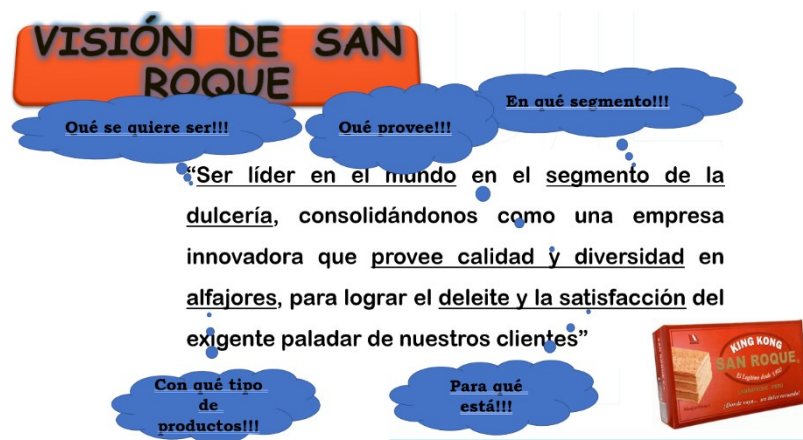 VISIÓN DE SAN
ROQUE
Qué se quiere ser!!!
Qué provee!!!
En qué segmento!!!
“Ser líder en el mundo en el segmento de la
dulcería, consolidándonos como una empresa
innovadora que provee calidad y diversidad en
alfajores, para lograr el deleite y la satisfacción del
exigente paladar de nuestros clientes”
Con qué tipo
de
productos!!!
Para qué
está!!!
KING KONG
SAN ROQUE